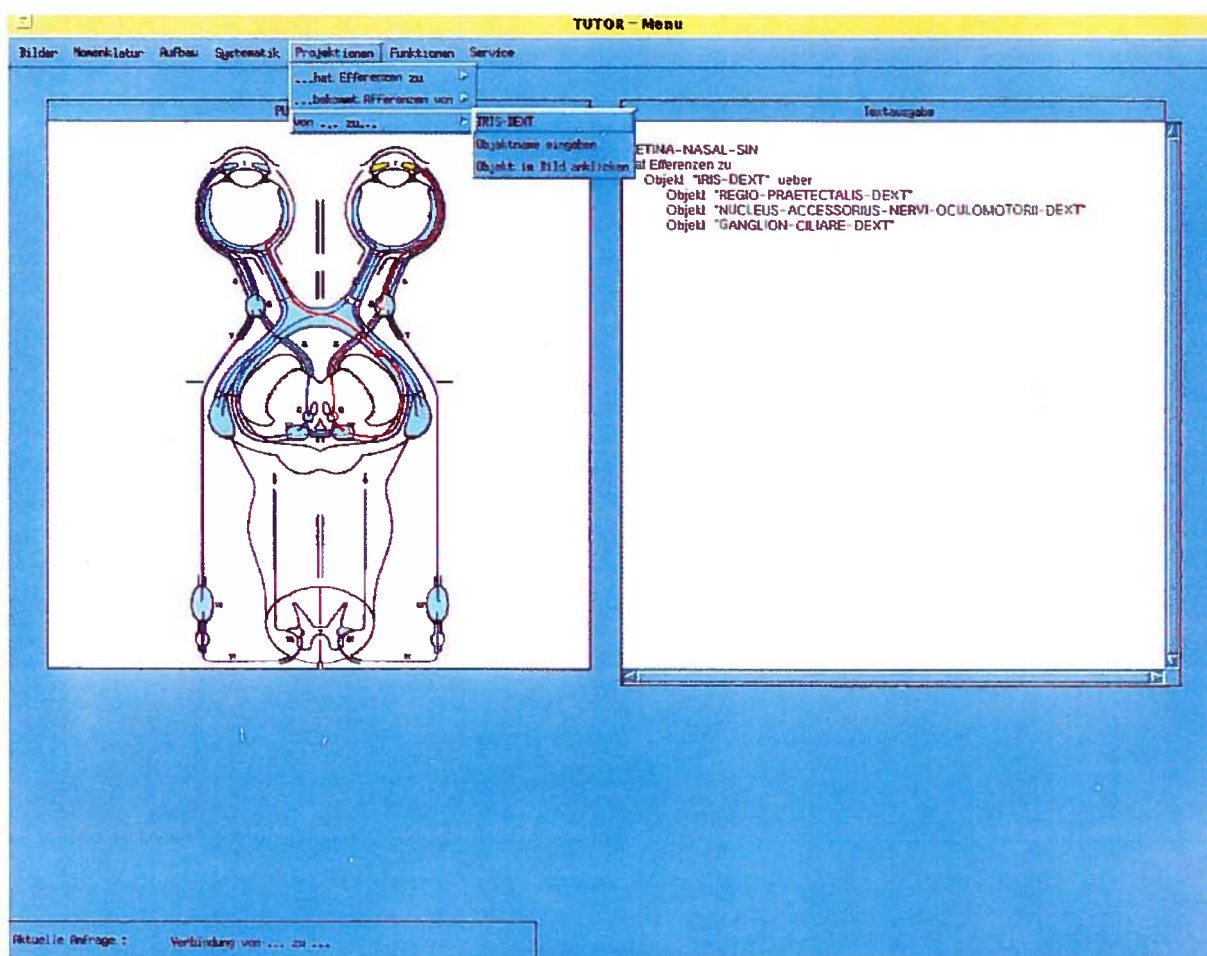 TUTOR - Menu
Bilder Nomenklatur Aufbau Systematik Projektionen Funktionen Service
...hat Efferenzen zu
...bekommt Afferenzen von
von ... zu...
IRIS-DEXT
Objektname eingeben
Objekt im Bild anklicken
PU
Textausgabe
ETINA-NASAL-SIN
at Efferenzen zu
Objekt "IRIS-DEXT" ueber
Objekt "REGIO-PRAETECTALIS-DEXT"
Objekt "NUCLEUS-ACCESSORIUS-NERVI-OCULOMOTORII-DEXT"
Objekt "GANGLION-CILIARE-DEXT"
Aktuelle Anfrage : Verbindung von ... zu ...